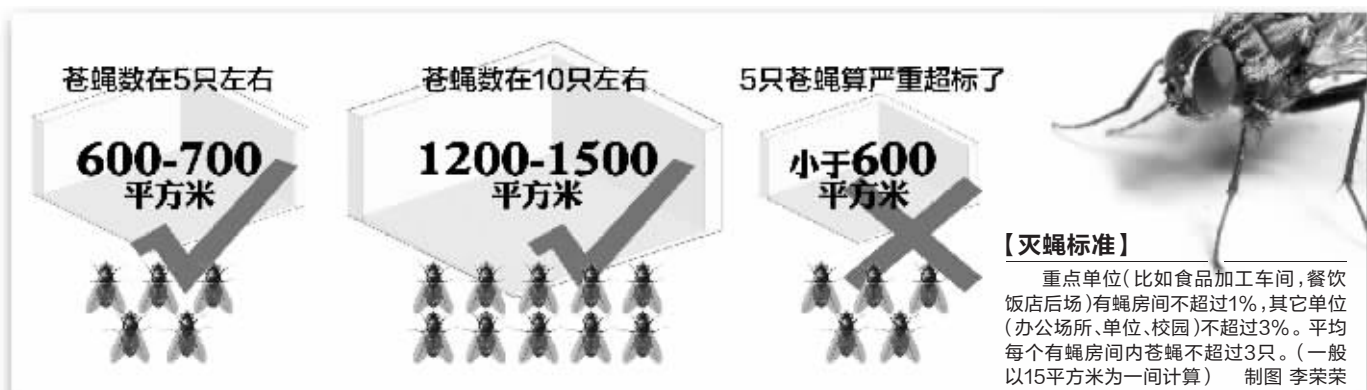 苍蝇数在5只左右
600-700
平方米
苍蝇数在10只左右
1200-1500
平方米
5只苍蝇算严重超标了
小于600
平方米
【灭蝇标准】
重点单位(比如食品加工车间,餐饮
饭店后场)有蝇房间不超过1%,其它单位
(办公场所、单位、校园)不超过3%。平均
每个有蝇房间内苍蝇不超过3只。(一般
以15平方米为一间计算) 制图 李荣荣